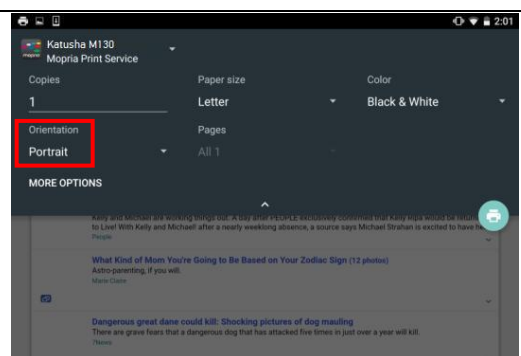 2:01
Katusha M130
Mopria Print Service
Copies
Paper size
Color
1
Letter
Black & White
Orientation
Pages
Portrait
All 1
MORE OPTIONS
Kelly and Michael are working things out. A day after PEOPLE exclusively confirmed that Kelly Ripa would be return
to Live! With Kelly and Michael! after a nearly weeklong absence, a source says Michael Strahan is excited to have he
People
What Kind of Mom You're Going to Be Based on Your Zodiac Sign (12 photos)
Astro-parenting, if you will.
Marie Claire
Dangerous great dane could kill: Shocking pictures of dog mauling
There are grave fears that a dangerous dog that has attacked five times in just over a year will kill.
7News